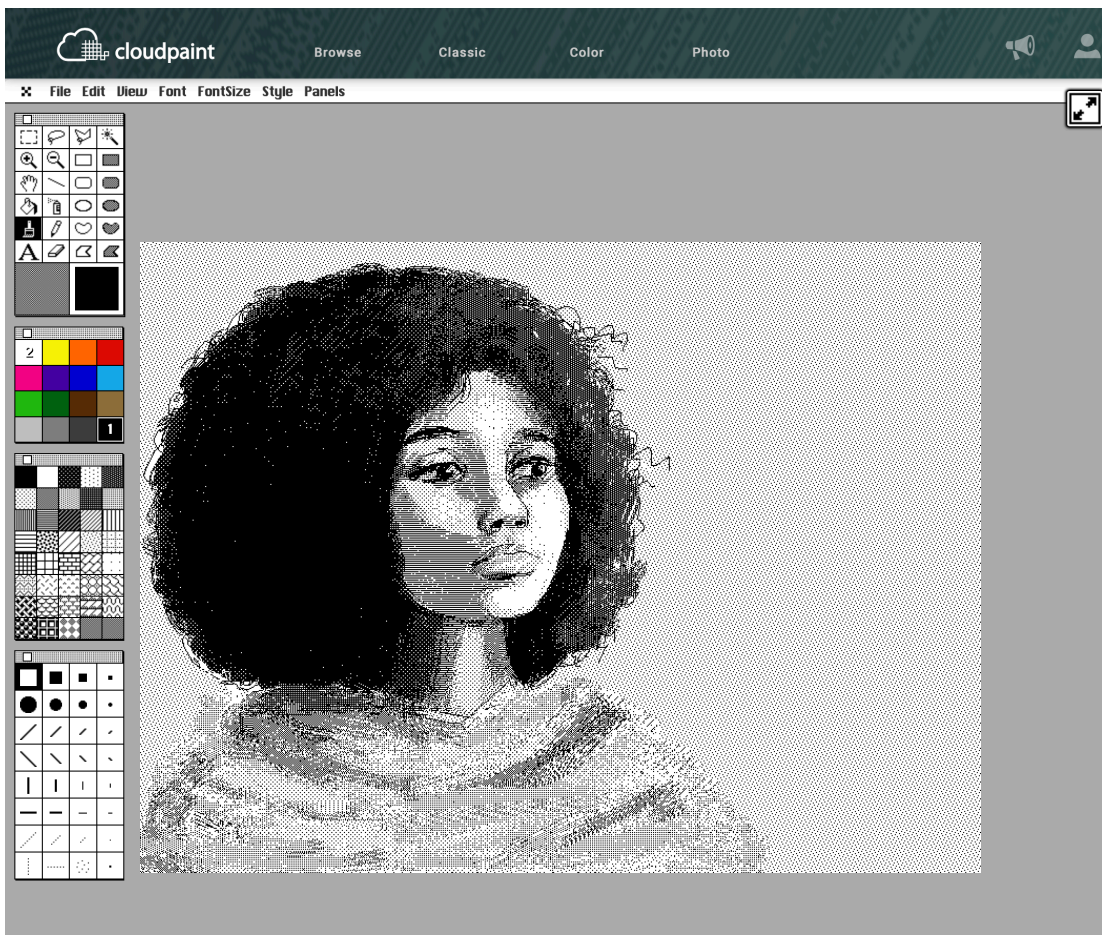 cloudpaint
Browse Classic Color Photo
File Edit View Font FontSize Style Panels
A
2
1